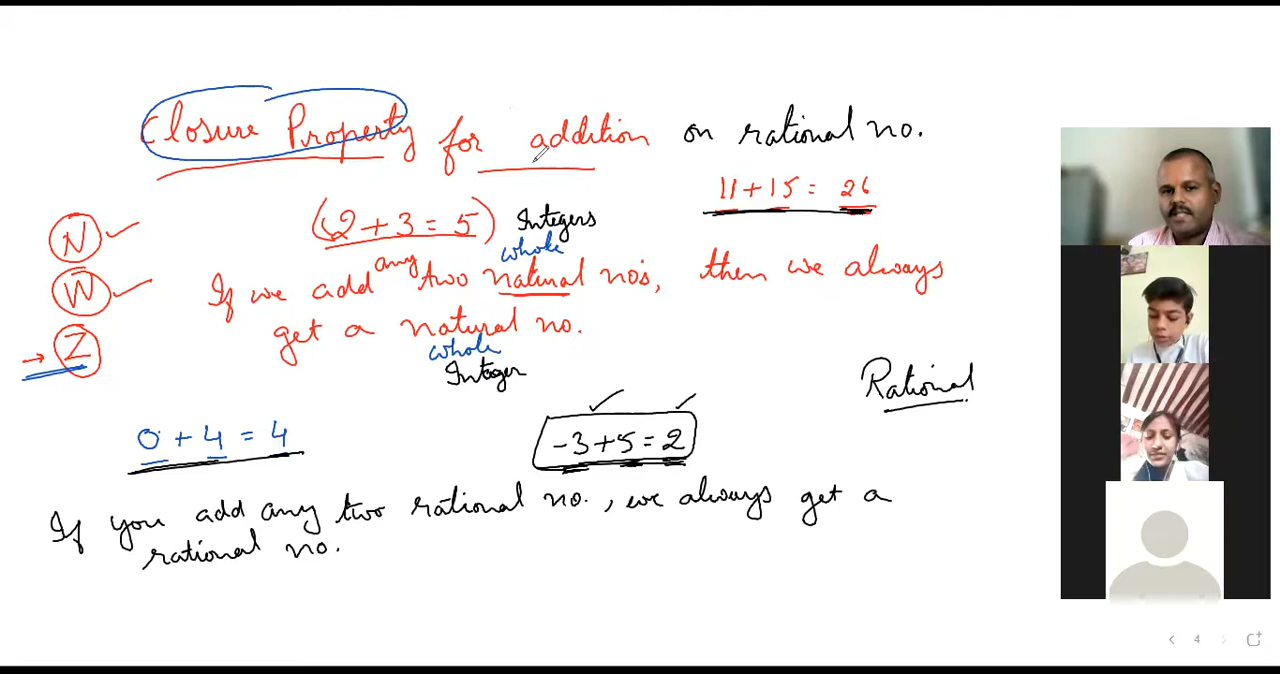 Closure Property for addition on rational no.
11 + 15 = 26
(2 + 3 = 5) Integers
N
whole
any
W
If we add two natural no's, then we always
get a natural no.
Z
whole
Integer
Rational
0 + 4 = 4
-3 + 5 = 2
If you add any two rational no., we always get a
rational no.
4